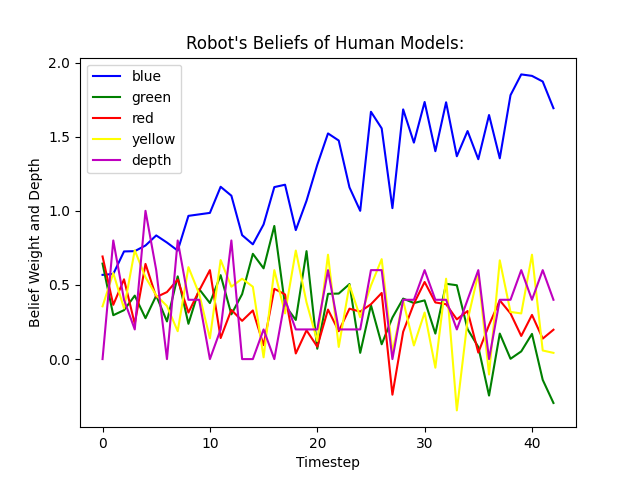 Robot's Beliefs of Human Models:
blue
green
red
yellow
depth
Belief Weight and Depth
2.0
1.5
1.0
0.5
0.0
0
10
20
30
40
Timestep